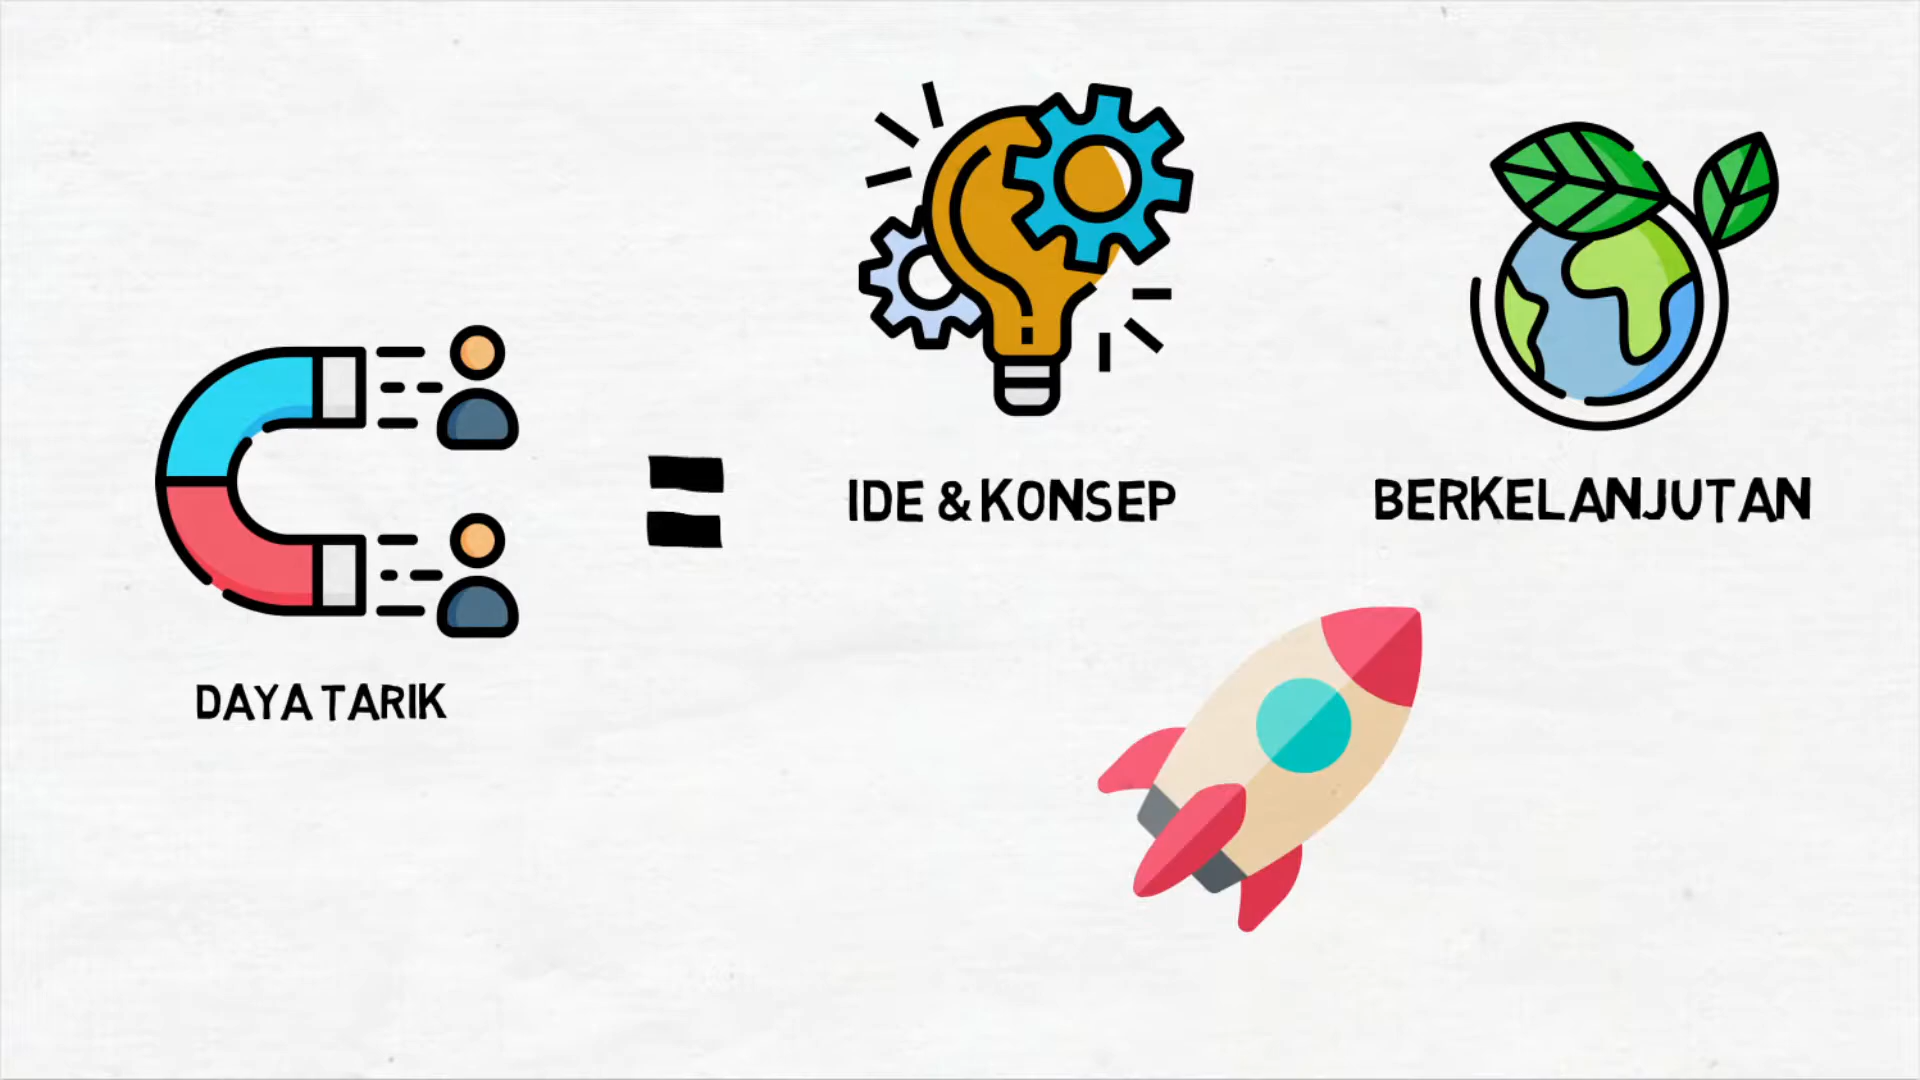 DAYA TARIK
=
IDE & KONSEP
BERKELANJUTAN